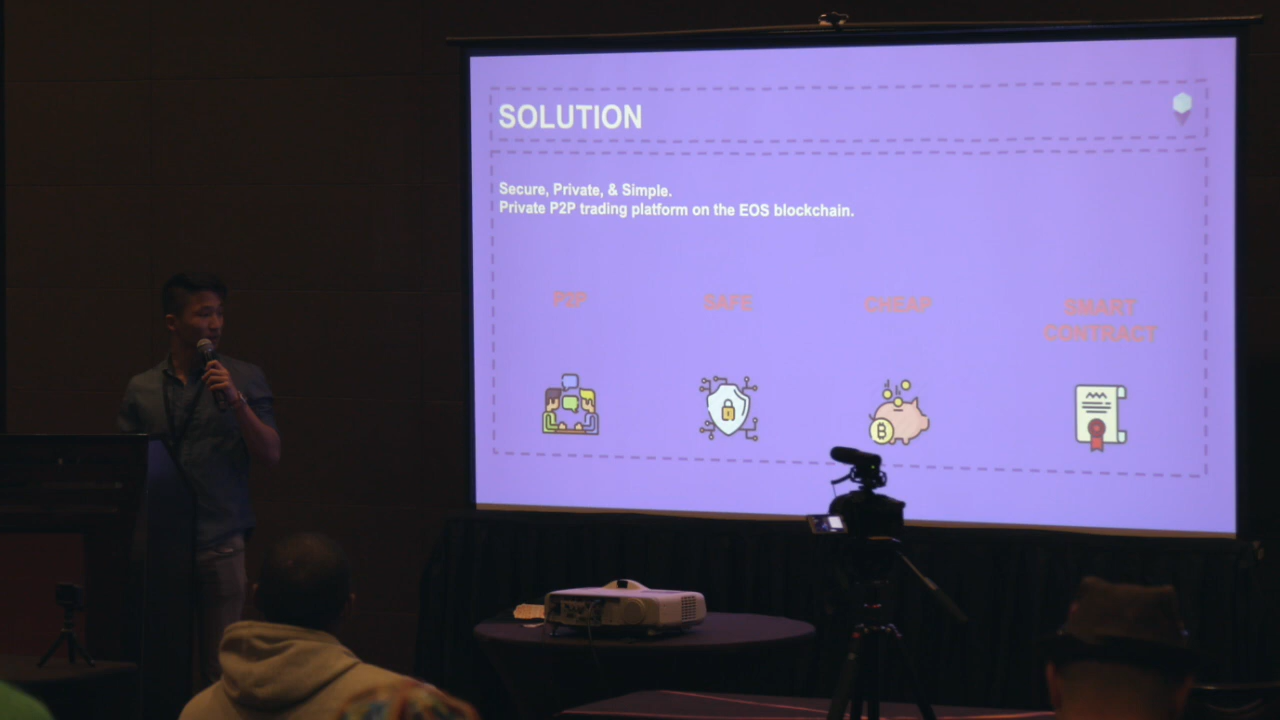 SOLUTION
Secure, Private, & Simple.
Private P2P trading platform on the EOS blockchain.
P2P
SAFE
CHEAP
SMART
CONTRACT
B